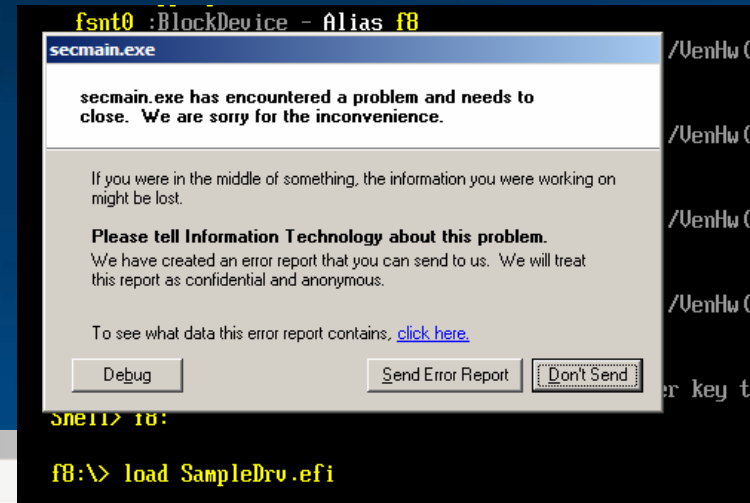 fsnt0 :BlockDevice - Alias f8
secmain.exe
/VenHw(
secmain.exe has encountered a problem and needs to
close. We are sorry for the inconvenience.
/VenHw(
If you were in the middle of something, the information you were working on
might be lost.
/VenHw(
Please tell Information Technology about this problem.
We have created an error report that you can send to us. We will treat
this report as confidential and anonymous.
/VenHw(
To see what data this error report contains, click here.
Debug
Send Error Report
Don't Send
er key t
Shell> f8:
f8:\> load SampleDrv.efi